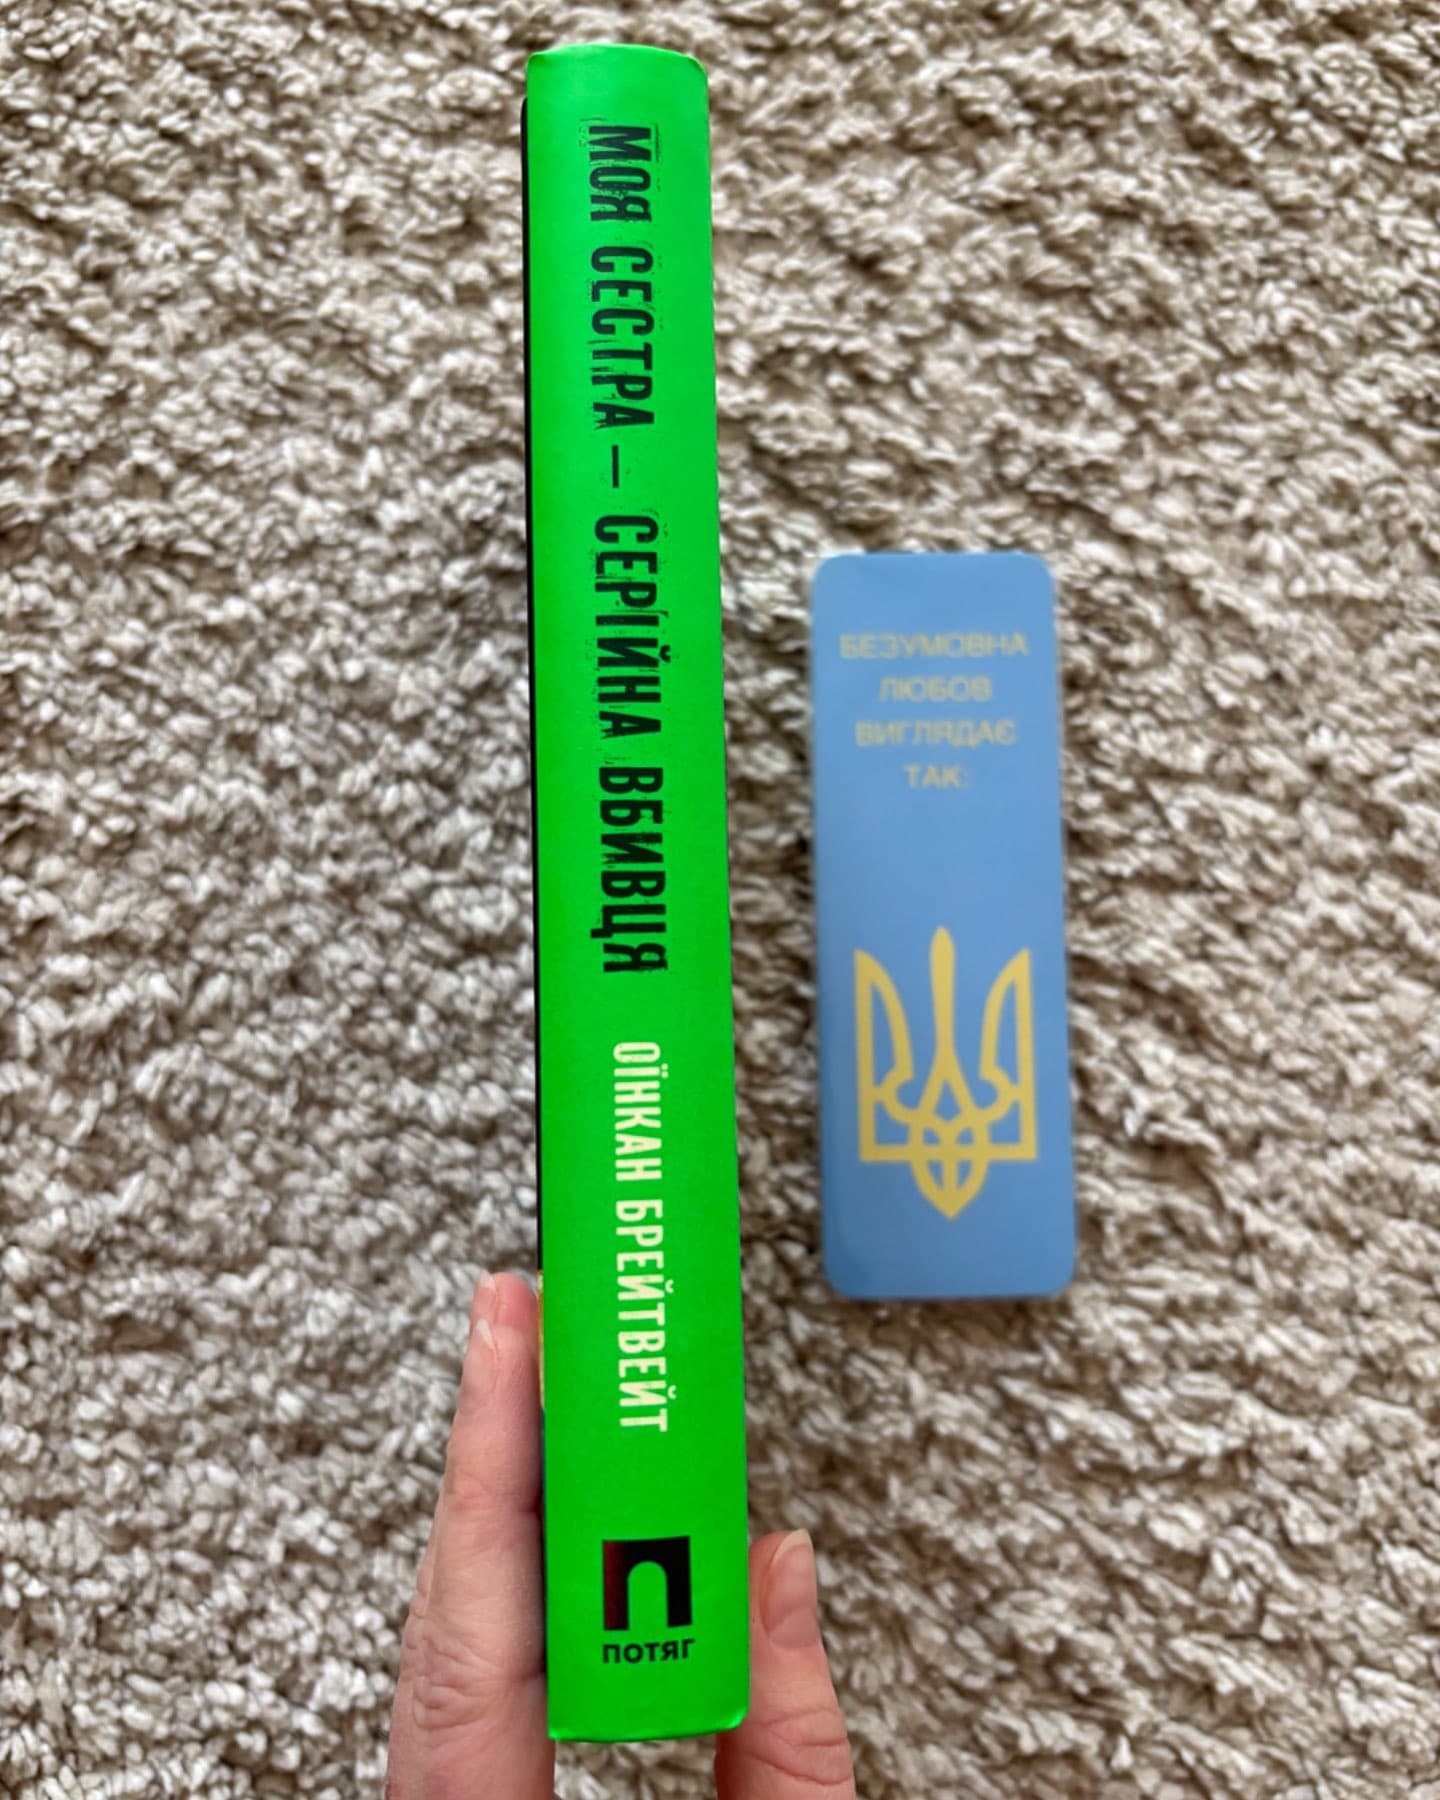 МОЯ СЕСТРА — СЕРІЙНА ВБИВЦЯ
ОЇНКАН БРЕЙТВЕЙТ
ПОТЯГ
БЕЗУМОВНА
ЛЮБОВ
ВИГЛЯДАЄ
ТАК: